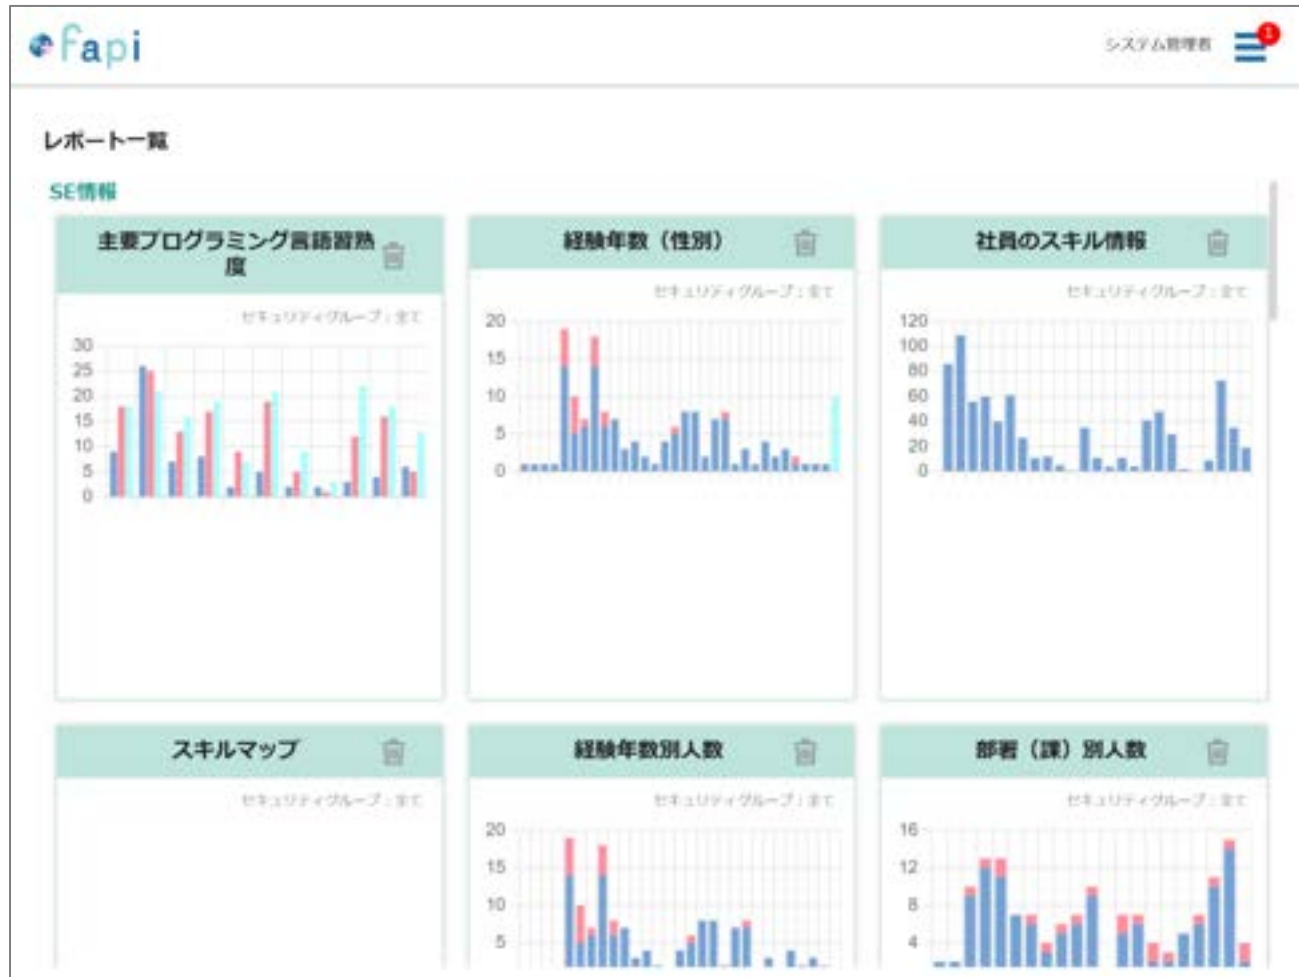 fapi
システム管理者
1
レポート一覧
SE情報
主要プログラミング言語習熟
度
経験年数（性別）
社員のスキル情報
セキュリティグループ：全て
セキュリティグループ：全て
セキュリティグループ：全て
30
25
20
15
10
5
0
20
15
10
5
0
120
100
80
60
40
20
0
スキルマップ
経験年数別人数
部署（課）別人数
セキュリティグループ：全て
セキュリティグループ：全て
セキュリティグループ：全て
20
15
10
5
16
12
8
4